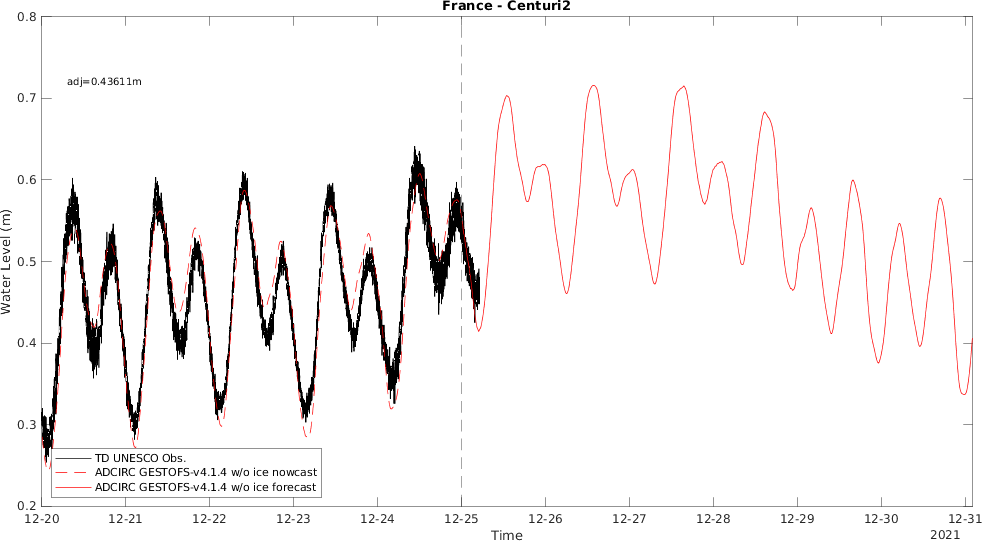 France - Centuri2
0.8
adj=0.43611m
0.7
0.6
0.5
0.4
0.3
0.2
Water Level (m)
TD UNESCO Obs.
ADCIRC GESTOFS-v4.1.4 w/o ice nowcast
ADCIRC GESTOFS-v4.1.4 w/o ice forecast
12-20 12-21 12-22 12-23 12-24 12-25 12-26 12-27 12-28 12-29 12-30 12-31
Time
2021